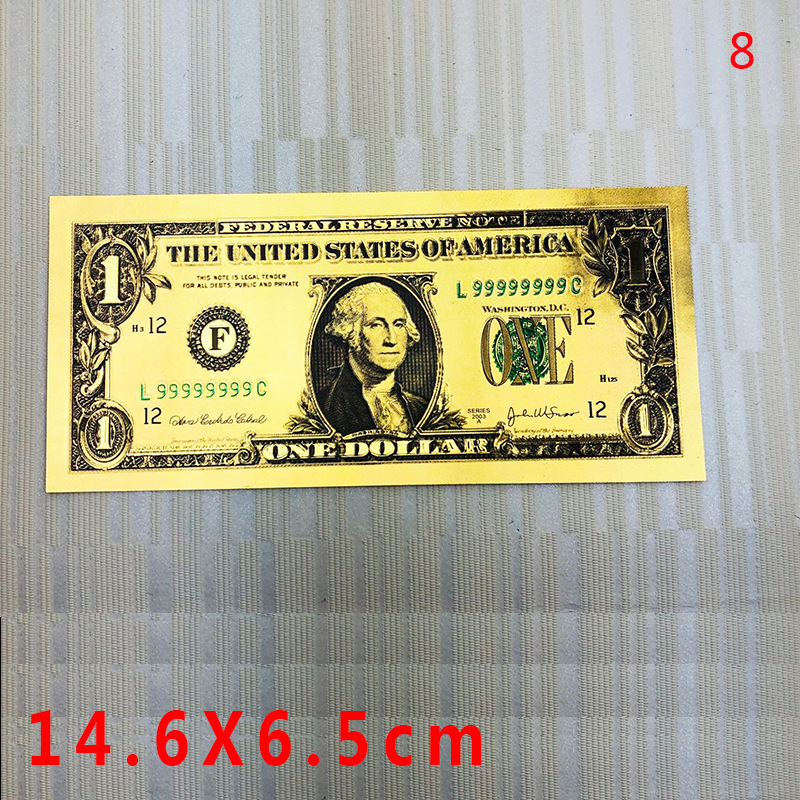 8
FEDERAL RESERVE NOTE
THE UNITED STATES OF AMERICA
1
1
THIS NOTE IS LEGAL TENDER
FOR ALL DEBTS, PUBLIC AND PRIVATE
L 99999999 C
WASHINGTON, D.C.
H3 12
F
ONE
12
H125
L 99999999 C
12
SERIES
2003
A
12
1
ONE DOLLAR
1
14.6X6.5cm